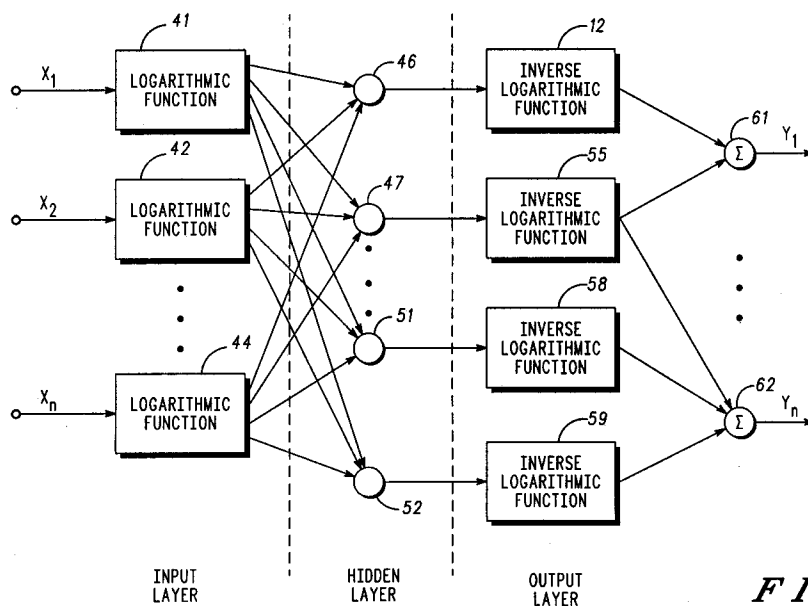 41
X1
LOGARITHMIC
FUNCTION
42
X2
LOGARITHMIC
FUNCTION
44
Xn
LOGARITHMIC
FUNCTION
46
47
51
52
12
INVERSE
LOGARITHMIC
FUNCTION
55
INVERSE
LOGARITHMIC
FUNCTION
58
INVERSE
LOGARITHMIC
FUNCTION
59
INVERSE
LOGARITHMIC
FUNCTION
61
Σ
Y1
62
Σ
Yn
INPUT
LAYER
HIDDEN
LAYER
OUTPUT
LAYER